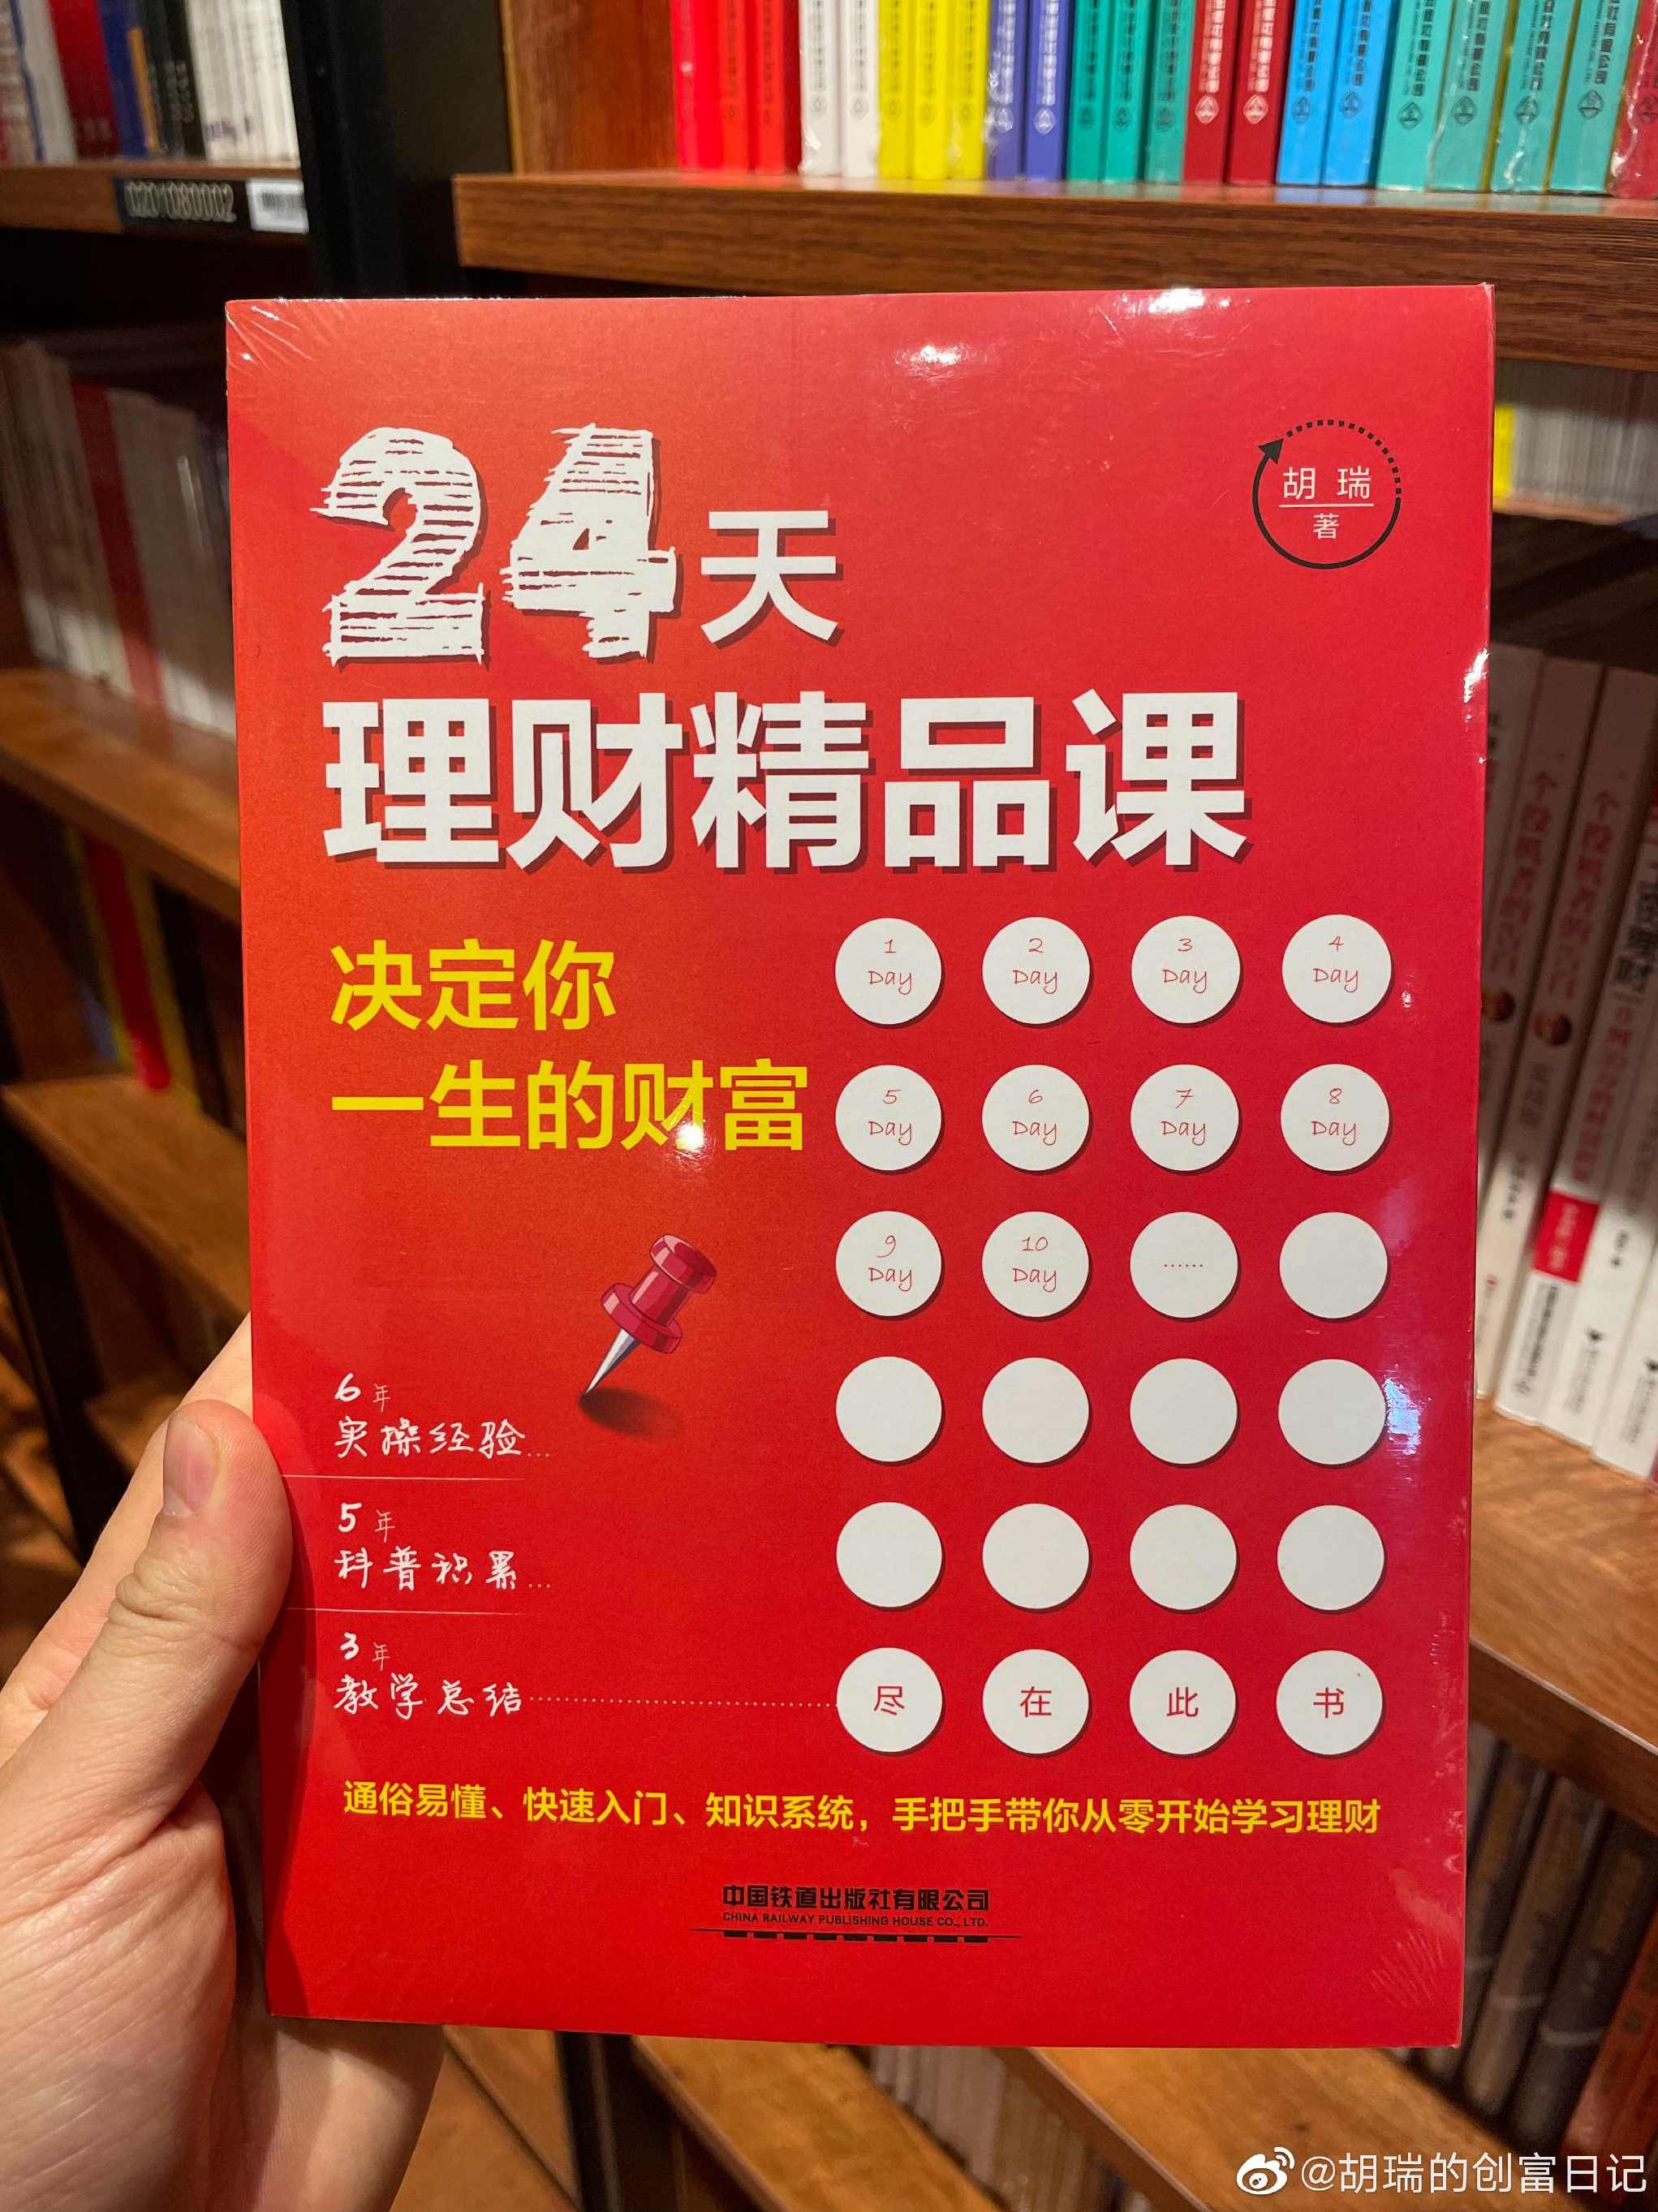 C201080002
24天
胡瑞
著
理财精品课
决定你
一生的财富
1 Day
2 Day
3 Day
4 Day
5 Day
6 Day
7 Day
8 Day
9 Day
10 Day
……
6年
实操经验…
5年
科普积累…
3年
教学总结
尽在此书
通俗易懂、快速入门、知识系统，手把手带你从零开始学习理财
中国铁道出版社有限公司
CHINA RAILWAY PUBLISHING HOUSE CO., LTD.
@胡瑞的创富日记